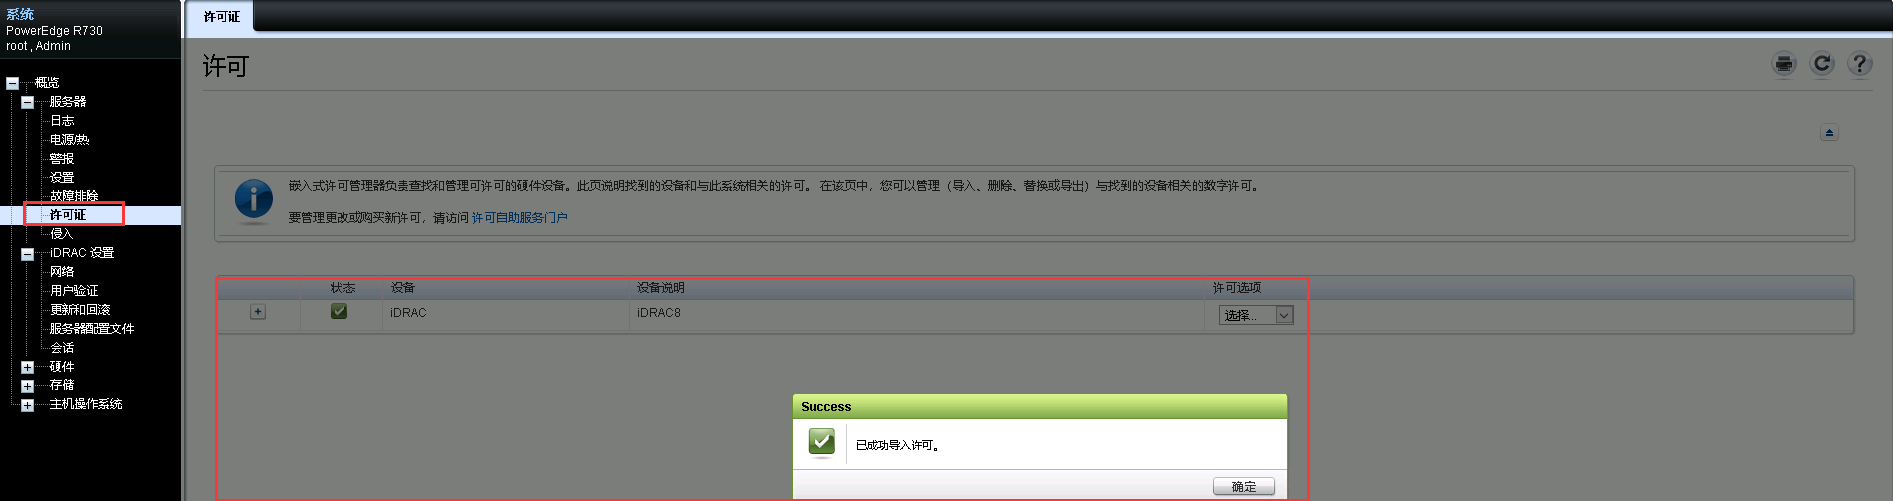 系统
PowerEdge R730
root , Admin
概览
服务器
日志
电源/热
警报
设置
故障排除
许可证
侵入
iDRAC 设置
网络
用户验证
更新和回滚
服务器配置文件
会话
硬件
存储
主机操作系统
许可证
许可
嵌入式许可管理器负责查找和管理可许可的硬件设备。此页说明找到的设备和与此系统相关的许可。 在该页中，您可以管理（导入、删除、替换或导出）与找到的设备相关的数字许可。
要管理更改或购买新许可，请访问 许可自助服务门户
状态 设备 设备说明 许可选项
iDRAC iDRAC8 选择...
Success
已成功导入许可。
确定